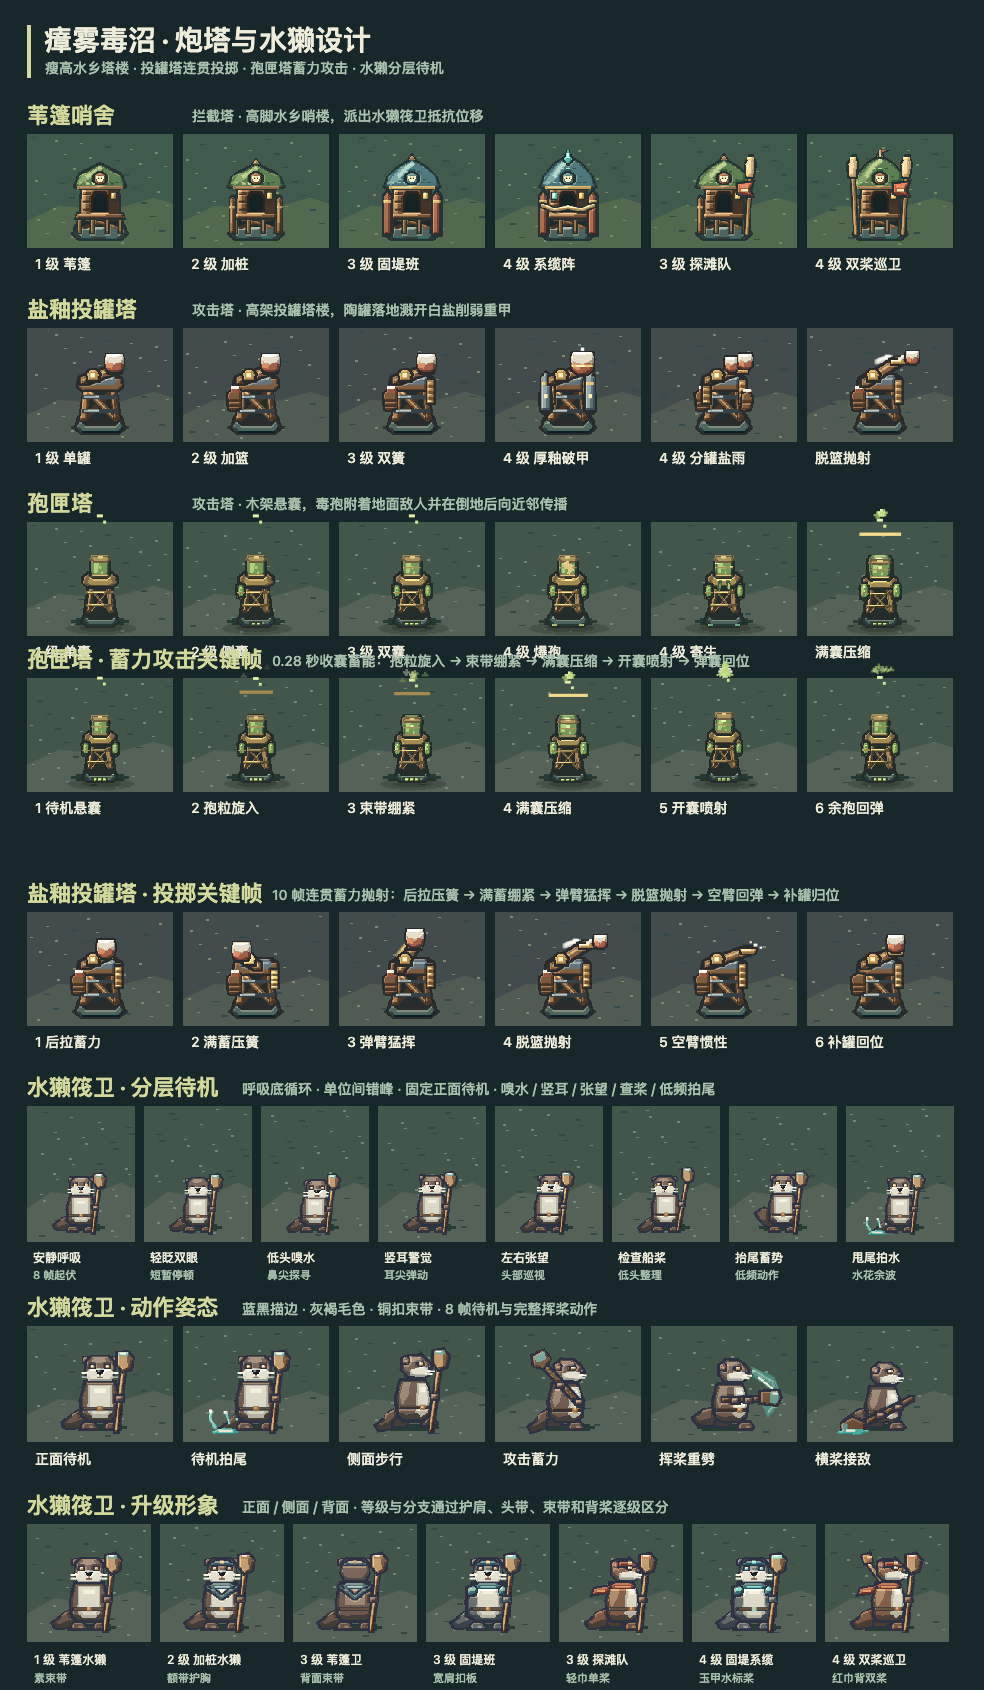 瘴雾毒沼 · 炮塔与水獭设计
瘦高水乡塔楼 · 投罐塔连贯投掷 · 孢匣塔蓄力攻击 · 水獭分层待机
苇篷哨舍
拦截塔 · 高脚水乡哨楼，派出水獭筏卫抵抗位移
1 级 苇篷
2 级 加桩
3 级 固堤班
4 级 系缆阵
3 级 探滩队
4 级 双桨巡卫
盐釉投罐塔
攻击塔 · 高架投罐塔楼，陶罐落地溅开白盐削弱重甲
1 级 单罐
2 级 加篮
3 级 双簧
4 级 厚釉破甲
4 级 分罐盐雨
脱篮抛射
孢匣塔
攻击塔 · 木架悬囊，毒孢附着地面敌人并在倒地后向近邻传播
3 级 双囊
4 级 爆孢
4 级 寄生
满囊压缩
孢匣塔 · 蓄力攻击关键帧
0.28 秒收囊蓄能：孢粒旋入 → 束带绷紧 → 满囊压缩 → 开囊喷射 → 弹囊回位
1 待机悬囊
2 孢粒旋入
3 束带绷紧
4 满囊压缩
5 开囊喷射
6 余孢回弹
盐釉投罐塔 · 投掷关键帧
10 帧连贯蓄力抛射：后拉压簧 → 满蓄绷紧 → 弹臂猛挥 → 脱篮抛射 → 空臂回弹 → 补罐归位
1 后拉蓄力
2 满蓄压簧
3 弹臂猛挥
4 脱篮抛射
5 空臂惯性
6 补罐回位
水獭筏卫 · 分层待机
呼吸底循环 · 单位间错峰 · 固定正面待机 · 嗅水 / 竖耳 / 张望 / 查桨 / 低频拍尾
安静呼吸
8 帧起伏
轻眨双眼
短暂停顿
低头嗅水
鼻尖探寻
竖耳警觉
耳尖弹动
左右张望
头部巡视
检查船桨
低头整理
抬尾蓄势
低频动作
甩尾拍水
水花余波
水獭筏卫 · 动作姿态
蓝黑描边 · 灰褐毛色 · 铜扣束带 · 8 帧待机与完整挥桨动作
正面待机
待机拍尾
侧面步行
攻击蓄力
挥桨重劈
横桨接敌
水獭筏卫 · 升级形象
正面 / 侧面 / 背面 · 等级与分支通过护肩、头带、束带和背桨逐级区分
1 级 苇篷水獭
素束带
2 级 加桩水獭
额带护胸
3 级 苇篷卫
背面束带
3 级 固堤班
宽肩扣板
3 级 探滩队
轻巾单桨
4 级 固堤系缆
玉甲水标桨
4 级 双桨巡卫
红巾背双桨